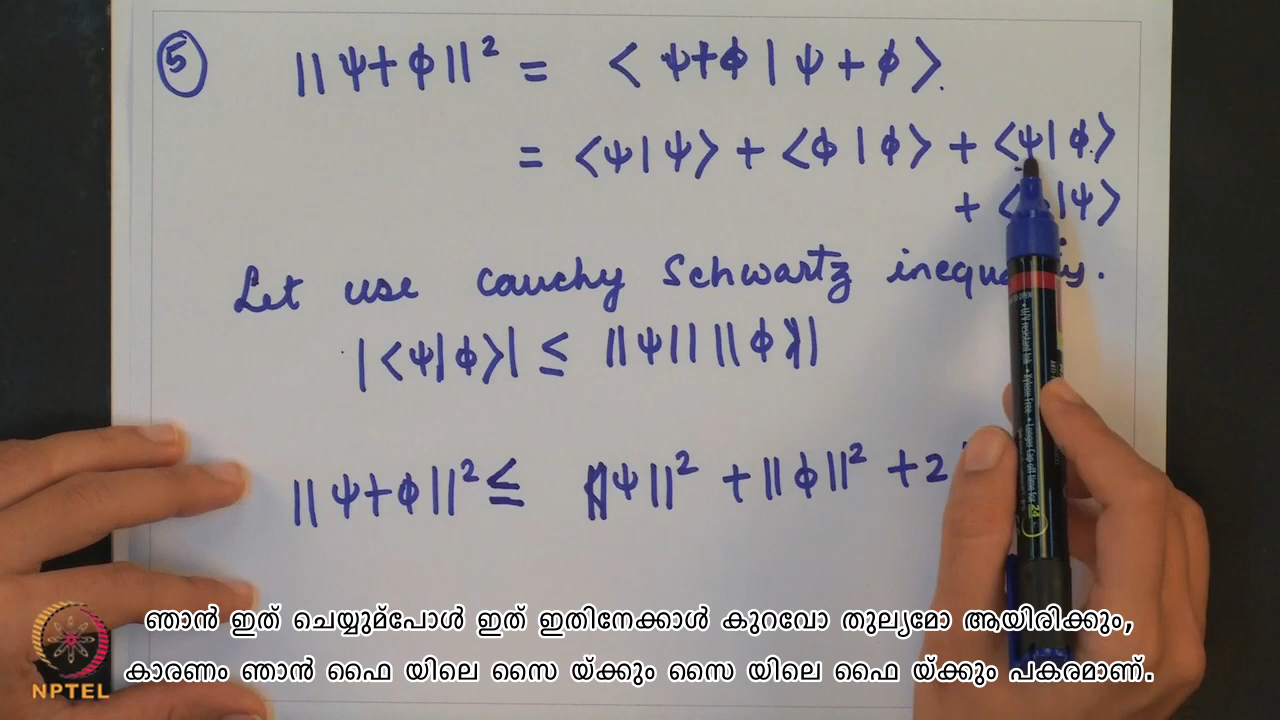 5 || ψ+ ϕ ||² = < ψ+ϕ | ψ + ϕ >.
= <ψ | ψ> + <ϕ | ϕ> + <ψ | ϕ>
+ < | ψ>
Let use Cauchy Schwartz
| <ψ|ϕ> | ≤ || ψ || || ϕ ||
|| ψ+ϕ ||² ≤ || ψ ||² + || ϕ ||² + 2
ഞാൻ ഇത് ചെയ്യുമ്പോൾ ഇത് ഇതിനേക്കാൾ കുറവോ തുല്യമോ ആയിരിക്കും,
കാരണം ഞാൻ ഫൈ യിലെ സൈ യ്ക്കും സൈ യിലെ ഫൈ യ്ക്കും പകരമാണ്.
NPTEL